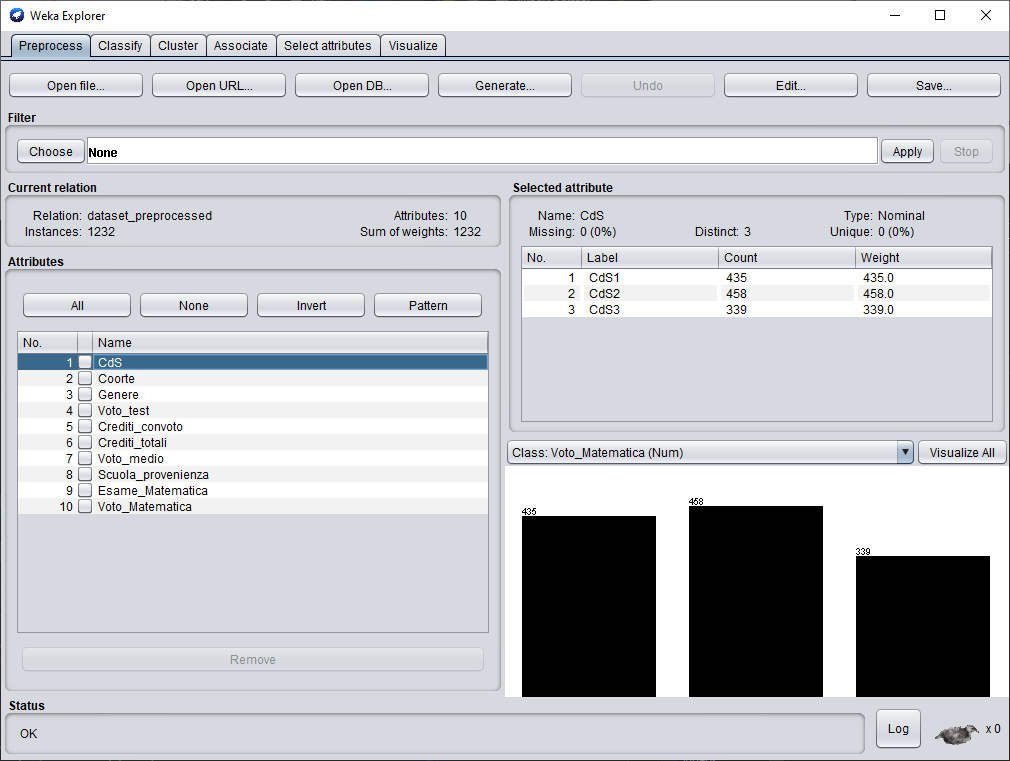 Weka Explorer
Preprocess Classify Cluster Associate Select attributes Visualize
Open file... Open URL... Open DB... Generate... Undo Edit... Save...
Filter
Choose None Apply Stop
Current relation
Relation: dataset_preprocessed Attributes: 10
Instances: 1232 Sum of weights: 1232
Attributes
All None Invert Pattern
No. Name
1 CdS
2 Coorte
3 Genere
4 Voto_test
5 Crediti_convoto
6 Crediti_totali
7 Voto_medio
8 Scuola_provenienza
9 Esame_Matematica
10 Voto_Matematica
Remove
Selected attribute
Name: CdS Type: Nominal
Missing: 0 (0%) Distinct: 3 Unique: 0 (0%)
No. Label Count Weight
1 CdS1 435 435.0
2 CdS2 458 458.0
3 CdS3 339 339.0
Class: Voto_Matematica (Num) Visualize All
435 458 339
Status
OK Log x 0